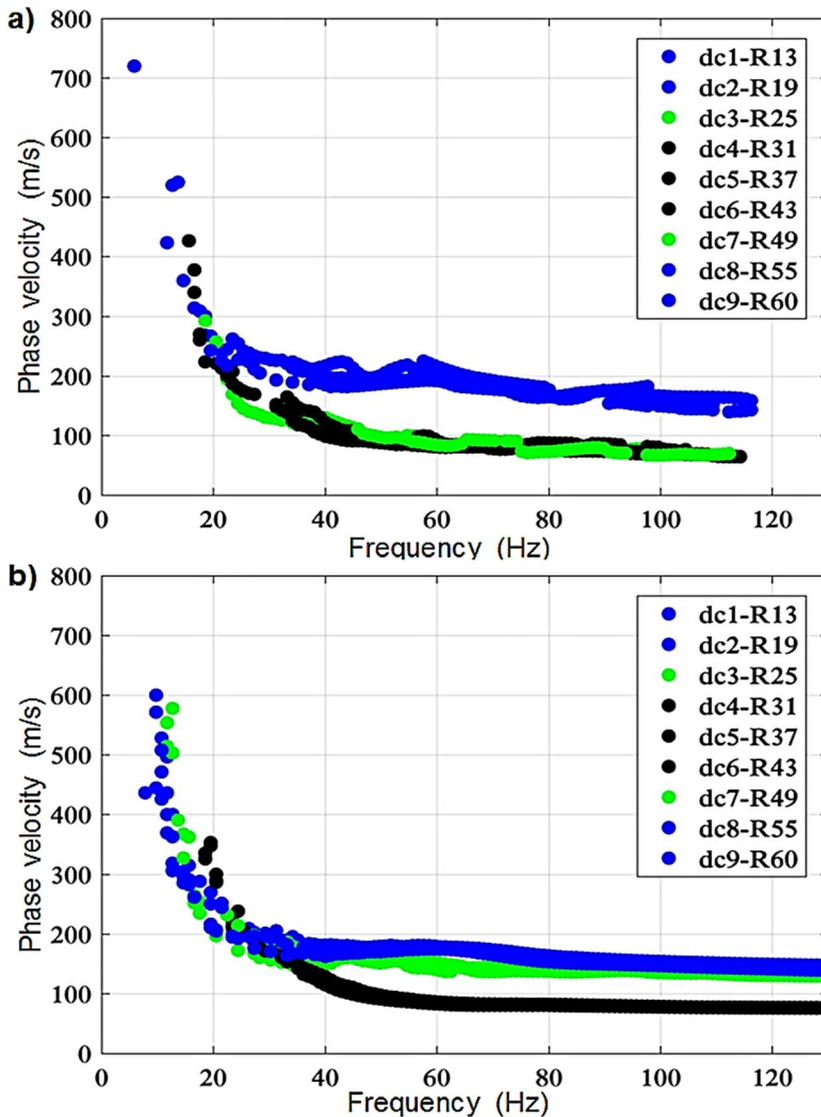 a)
800
700
600
500
400
300
200
100
0
Phase velocity (m/s)
0 20 40 60 80 100 120
Frequency (Hz)
dc1-R13
dc2-R19
dc3-R25
dc4-R31
dc5-R37
dc6-R43
dc7-R49
dc8-R55
dc9-R60
b)
800
700
600
500
400
300
200
100
0
Phase velocity (m/s)
0 20 40 60 80 100 120
Frequency (Hz)
dc1-R13
dc2-R19
dc3-R25
dc4-R31
dc5-R37
dc6-R43
dc7-R49
dc8-R55
dc9-R60